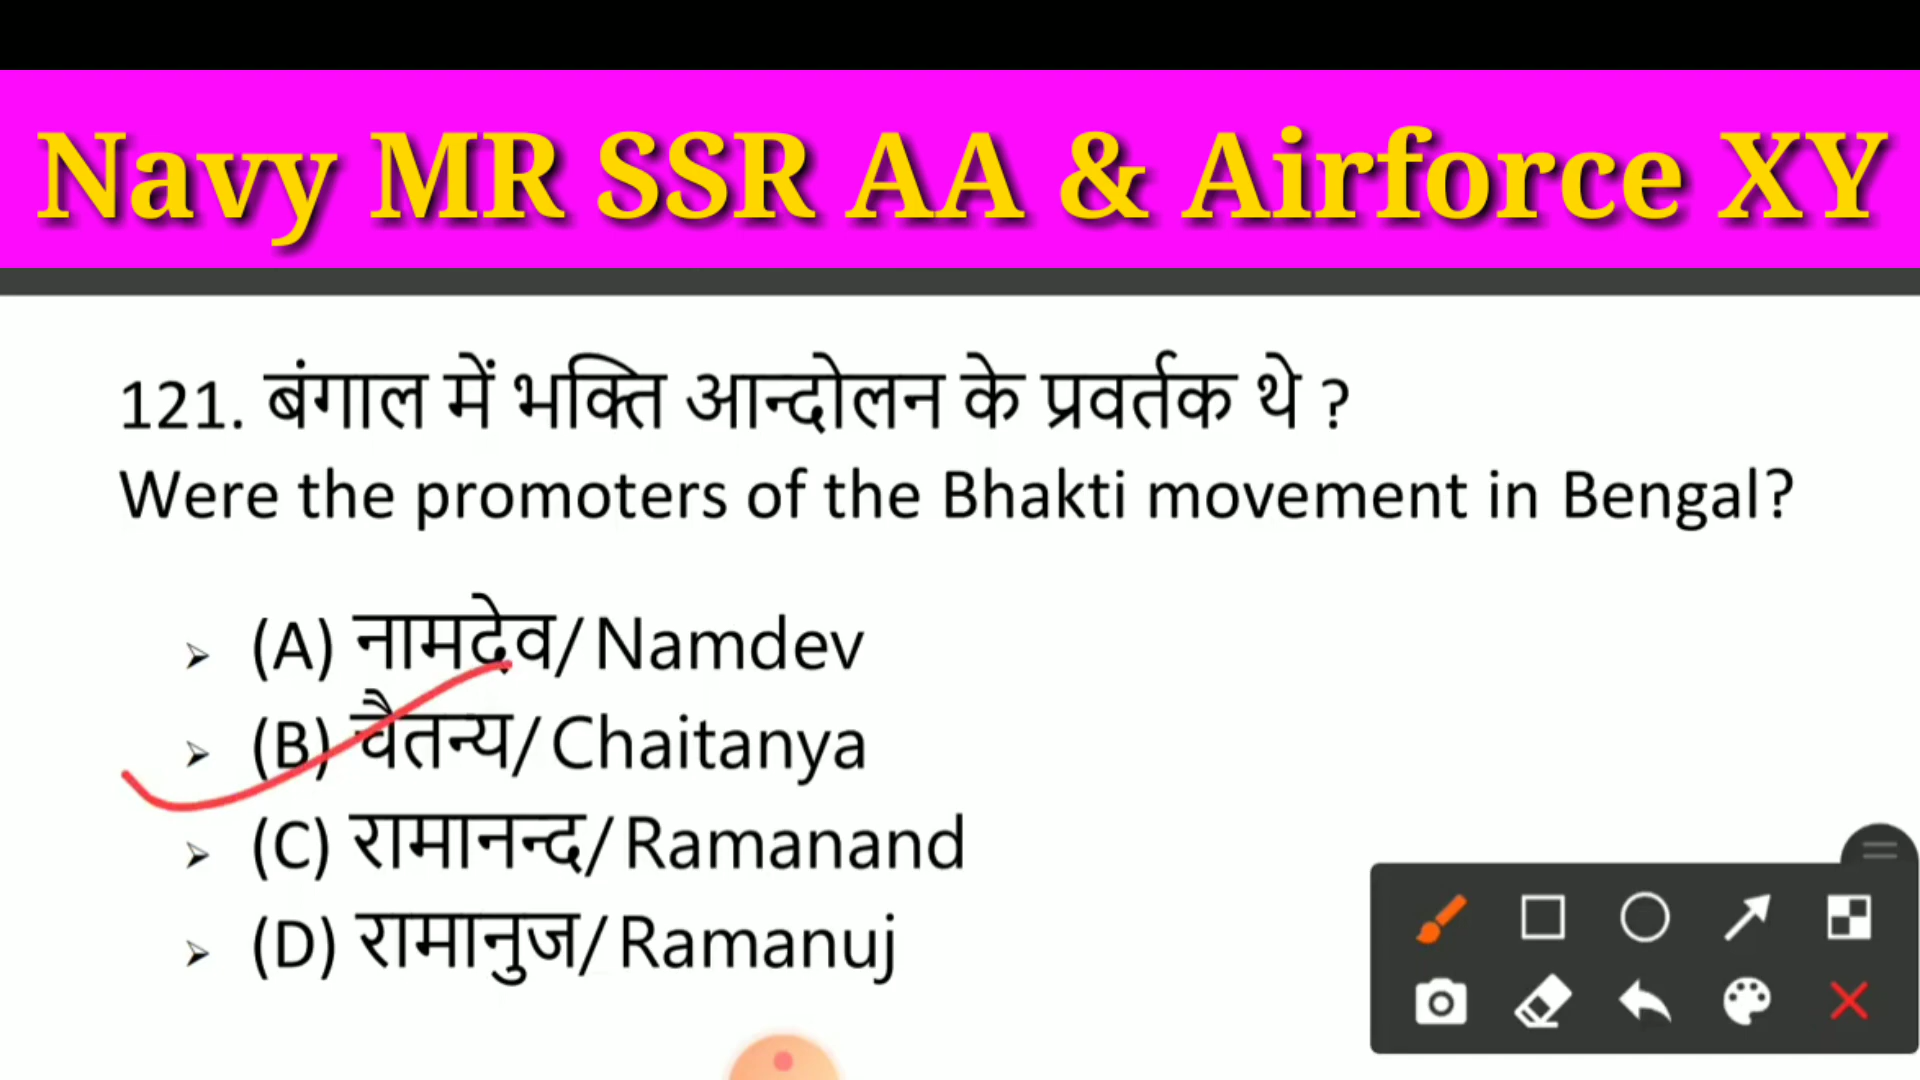 Navy MR SSR AA & Airforce XY
121. बंगाल में भक्ति आन्दोलन के प्रवर्तक थे ?
Were the promoters of the Bhakti movement in Bengal?
(A) नामदेव/ Namdev
(B) चैतन्य/ Chaitanya
(C) रामानन्द/ Ramanand
(D) रामानुज/ Ramanuj